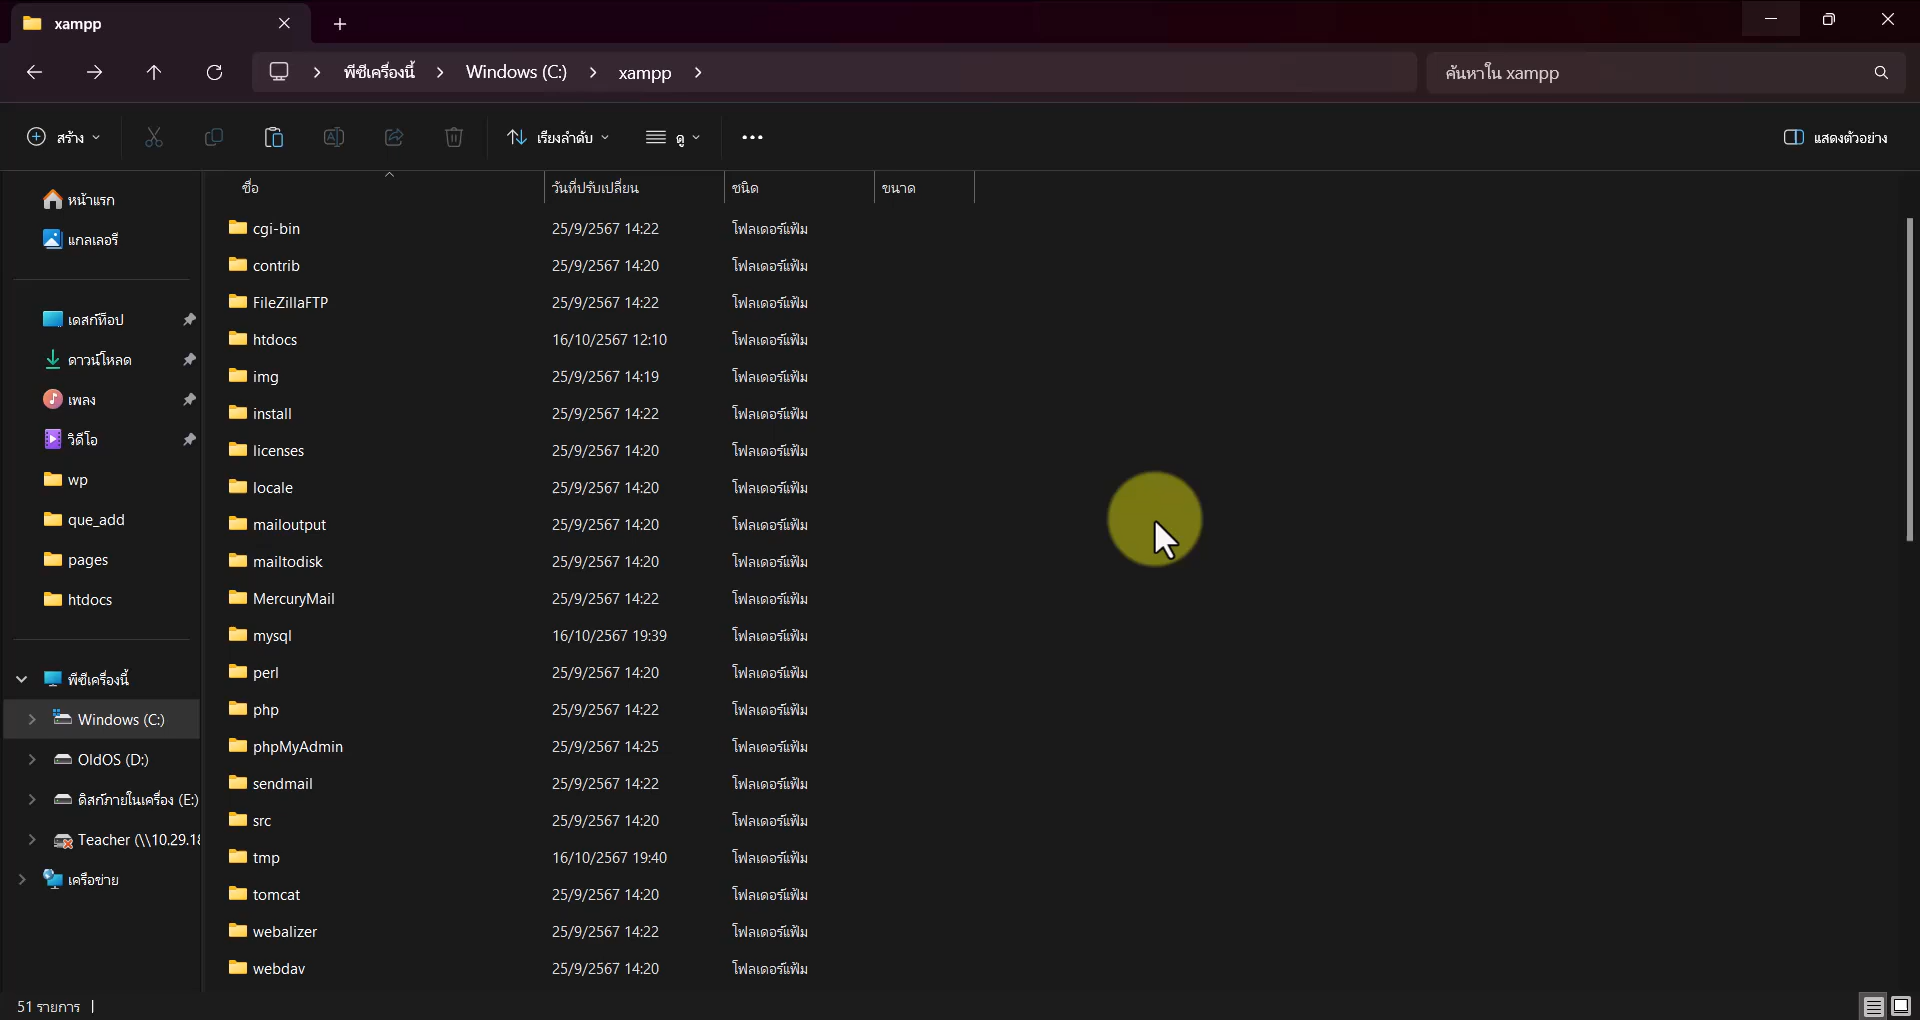 xampp
พีซีเครื่องนี้ > Windows (C:) > xampp >
ค้นหาใน xampp
สร้าง
เรียงลำดับ
ดู
แสดงตัวอย่าง
ชื่อ วันที่ปรับเปลี่ยน ชนิด ขนาด
หน้าแรก
แกลเลอรี
เดสก์ท็อป
ดาวน์โหลด
เพลง
วิดีโอ
wp
que_add
pages
htdocs
พีซีเครื่องนี้
Windows (C:)
OldOS (D:)
ดิสก์ภายในเครื่อง (E:)
Teacher (\\10.29.18
เครือข่าย
cgi-bin 25/9/2567 14:22 โฟลเดอร์แฟ้ม
contrib 25/9/2567 14:20 โฟลเดอร์แฟ้ม
FileZillaFTP 25/9/2567 14:22 โฟลเดอร์แฟ้ม
htdocs 16/10/2567 12:10 โฟลเดอร์แฟ้ม
img 25/9/2567 14:19 โฟลเดอร์แฟ้ม
install 25/9/2567 14:22 โฟลเดอร์แฟ้ม
licenses 25/9/2567 14:20 โฟลเดอร์แฟ้ม
locale 25/9/2567 14:20 โฟลเดอร์แฟ้ม
mailoutput 25/9/2567 14:20 โฟลเดอร์แฟ้ม
mailtodisk 25/9/2567 14:20 โฟลเดอร์แฟ้ม
MercuryMail 25/9/2567 14:22 โฟลเดอร์แฟ้ม
mysql 16/10/2567 19:39 โฟลเดอร์แฟ้ม
perl 25/9/2567 14:20 โฟลเดอร์แฟ้ม
php 25/9/2567 14:22 โฟลเดอร์แฟ้ม
phpMyAdmin 25/9/2567 14:25 โฟลเดอร์แฟ้ม
sendmail 25/9/2567 14:22 โฟลเดอร์แฟ้ม
src 25/9/2567 14:20 โฟลเดอร์แฟ้ม
tmp 16/10/2567 19:40 โฟลเดอร์แฟ้ม
tomcat 25/9/2567 14:20 โฟลเดอร์แฟ้ม
webalizer 25/9/2567 14:22 โฟลเดอร์แฟ้ม
webdav 25/9/2567 14:20 โฟลเดอร์แฟ้ม
51 รายการ